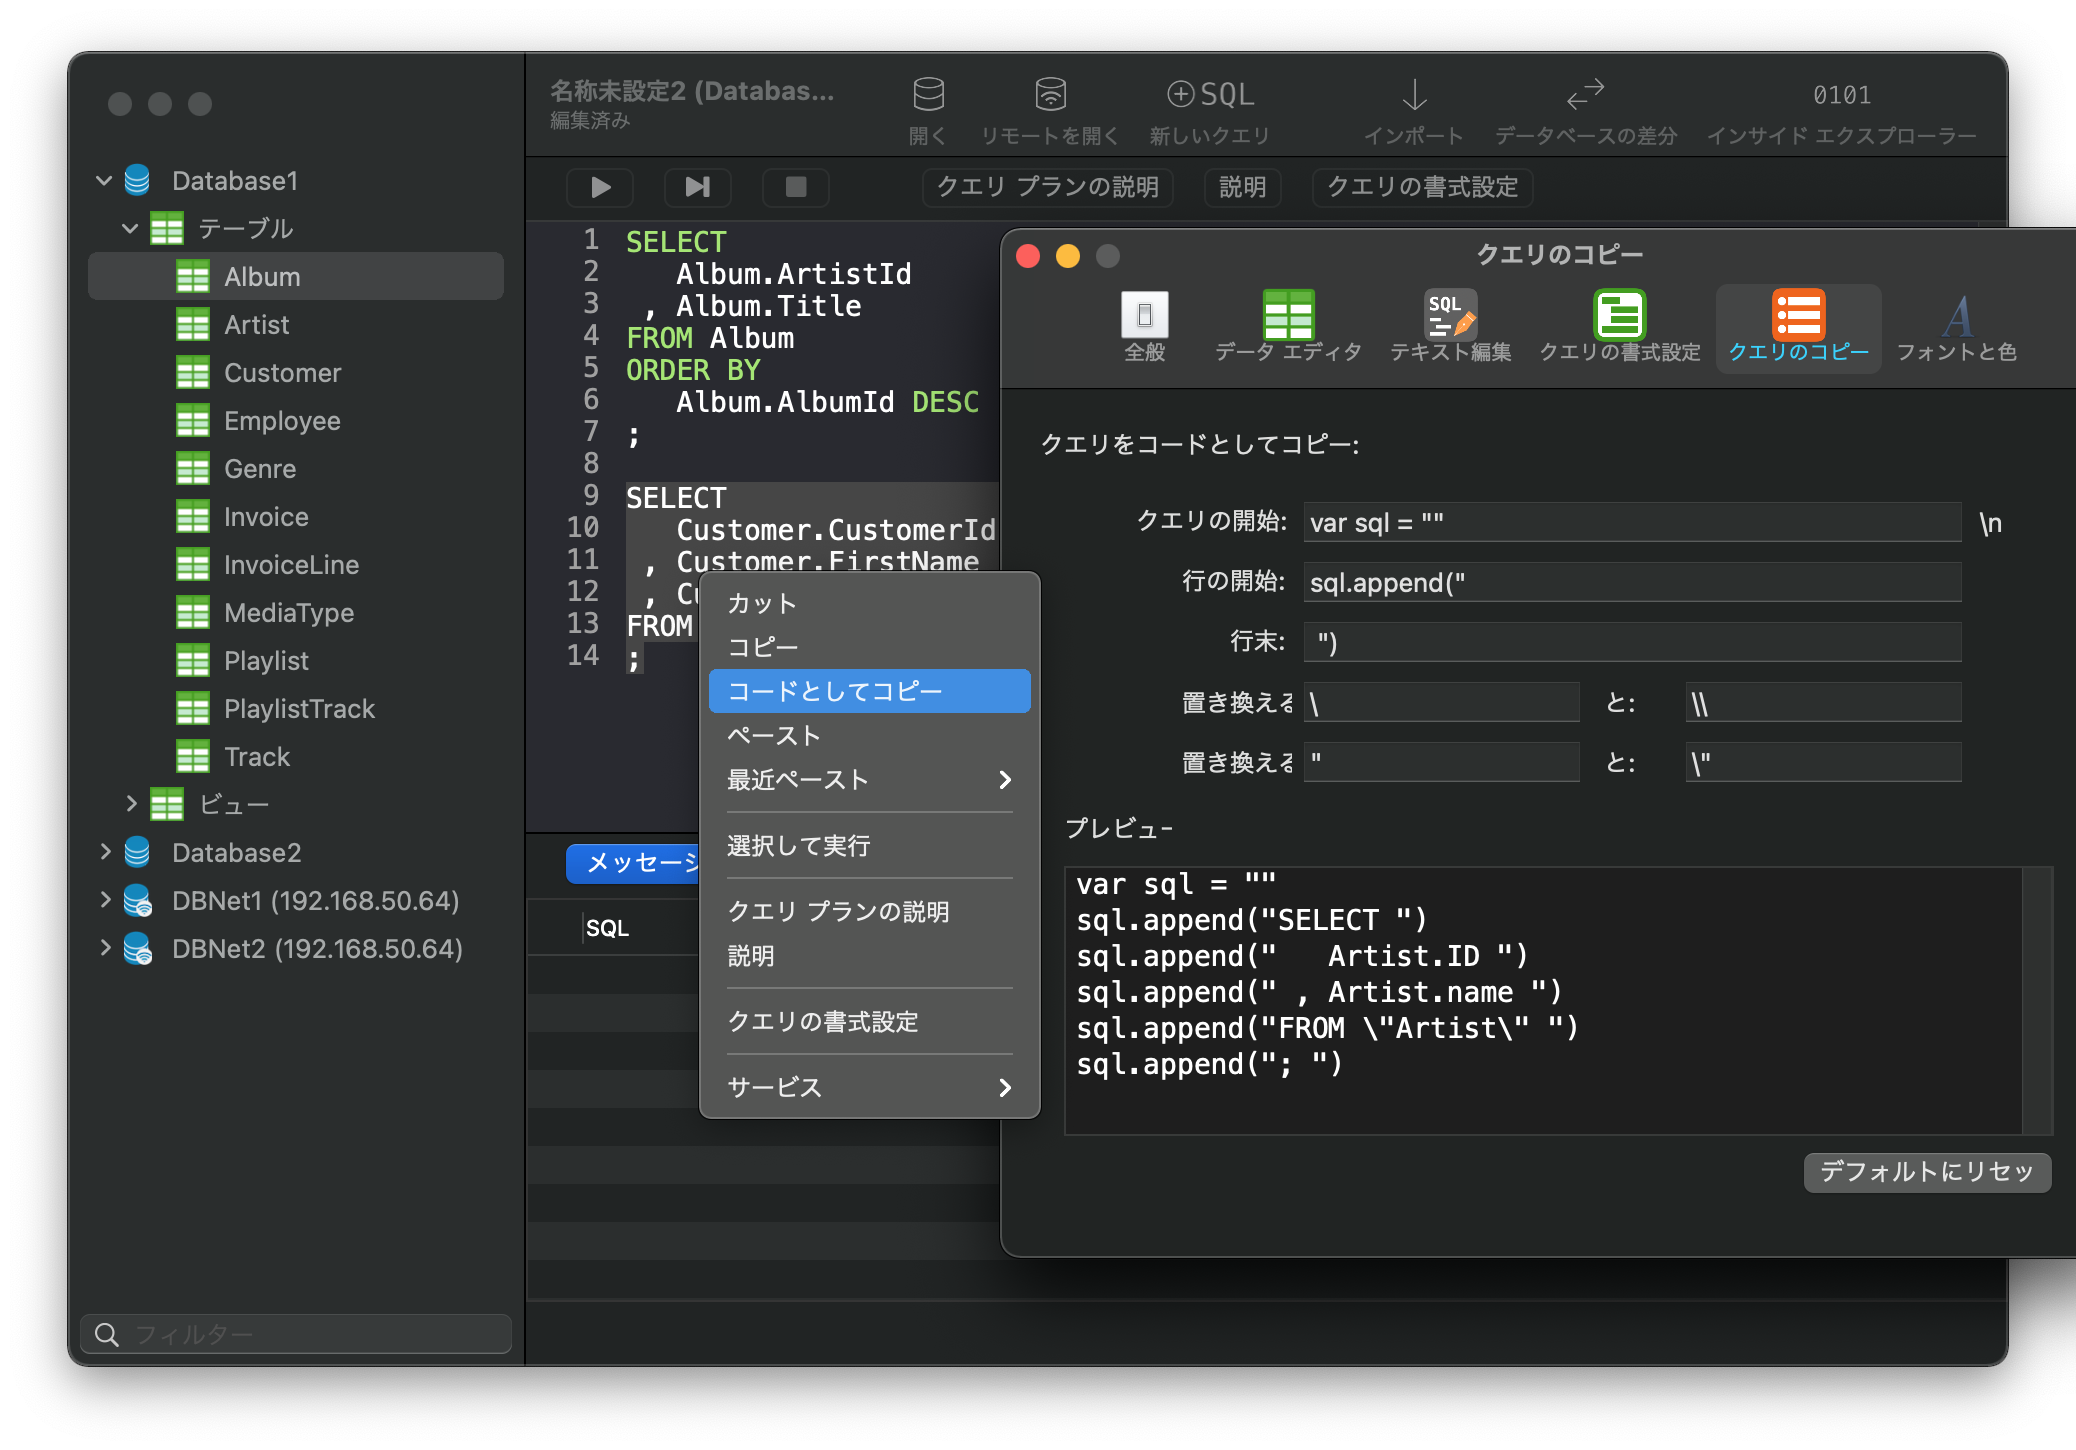 名称未設定2 (Databas...
編集済み
開く
リモートを開く
SQL
新しいクエリ
インポート
データベースの差分
0101
インサイド エクスプローラー
クエリ プランの説明
説明
クエリの書式設定
Database1
テーブル
Album
Artist
Customer
Employee
Genre
Invoice
InvoiceLine
MediaType
Playlist
PlaylistTrack
Track
ビュー
Database2
DBNet1 (192.168.50.64)
DBNet2 (192.168.50.64)
フィルター
1 SELECT
2 Album.ArtistId
3 , Album.Title
4 FROM Album
5 ORDER BY
6 Album.AlbumId DESC
7 ;
8
9 SELECT
10 Customer.CustomerId
11 , Customer.FirstName
12 , Cu
13 FROM
14 ;
メッセージ
SQL
カット
コピー
コードとしてコピー
ペースト
最近ペースト
選択して実行
クエリ プランの説明
説明
クエリの書式設定
サービス
クエリのコピー
全般
データ エディタ
SQL
テキスト編集
クエリの書式設定
クエリのコピー
A
フォントと色
クエリをコードとしてコピー:
クエリの開始: var sql = "" \n
行の開始: sql.append("
行末: ")
置き換える \ と: \\
置き換える " と: \"
プレビュー
var sql = ""
sql.append("SELECT ")
sql.append("   Artist.ID ")
sql.append(" , Artist.name ")
sql.append("FROM \"Artist\" ")
sql.append("; ")
デフォルトにリセッ